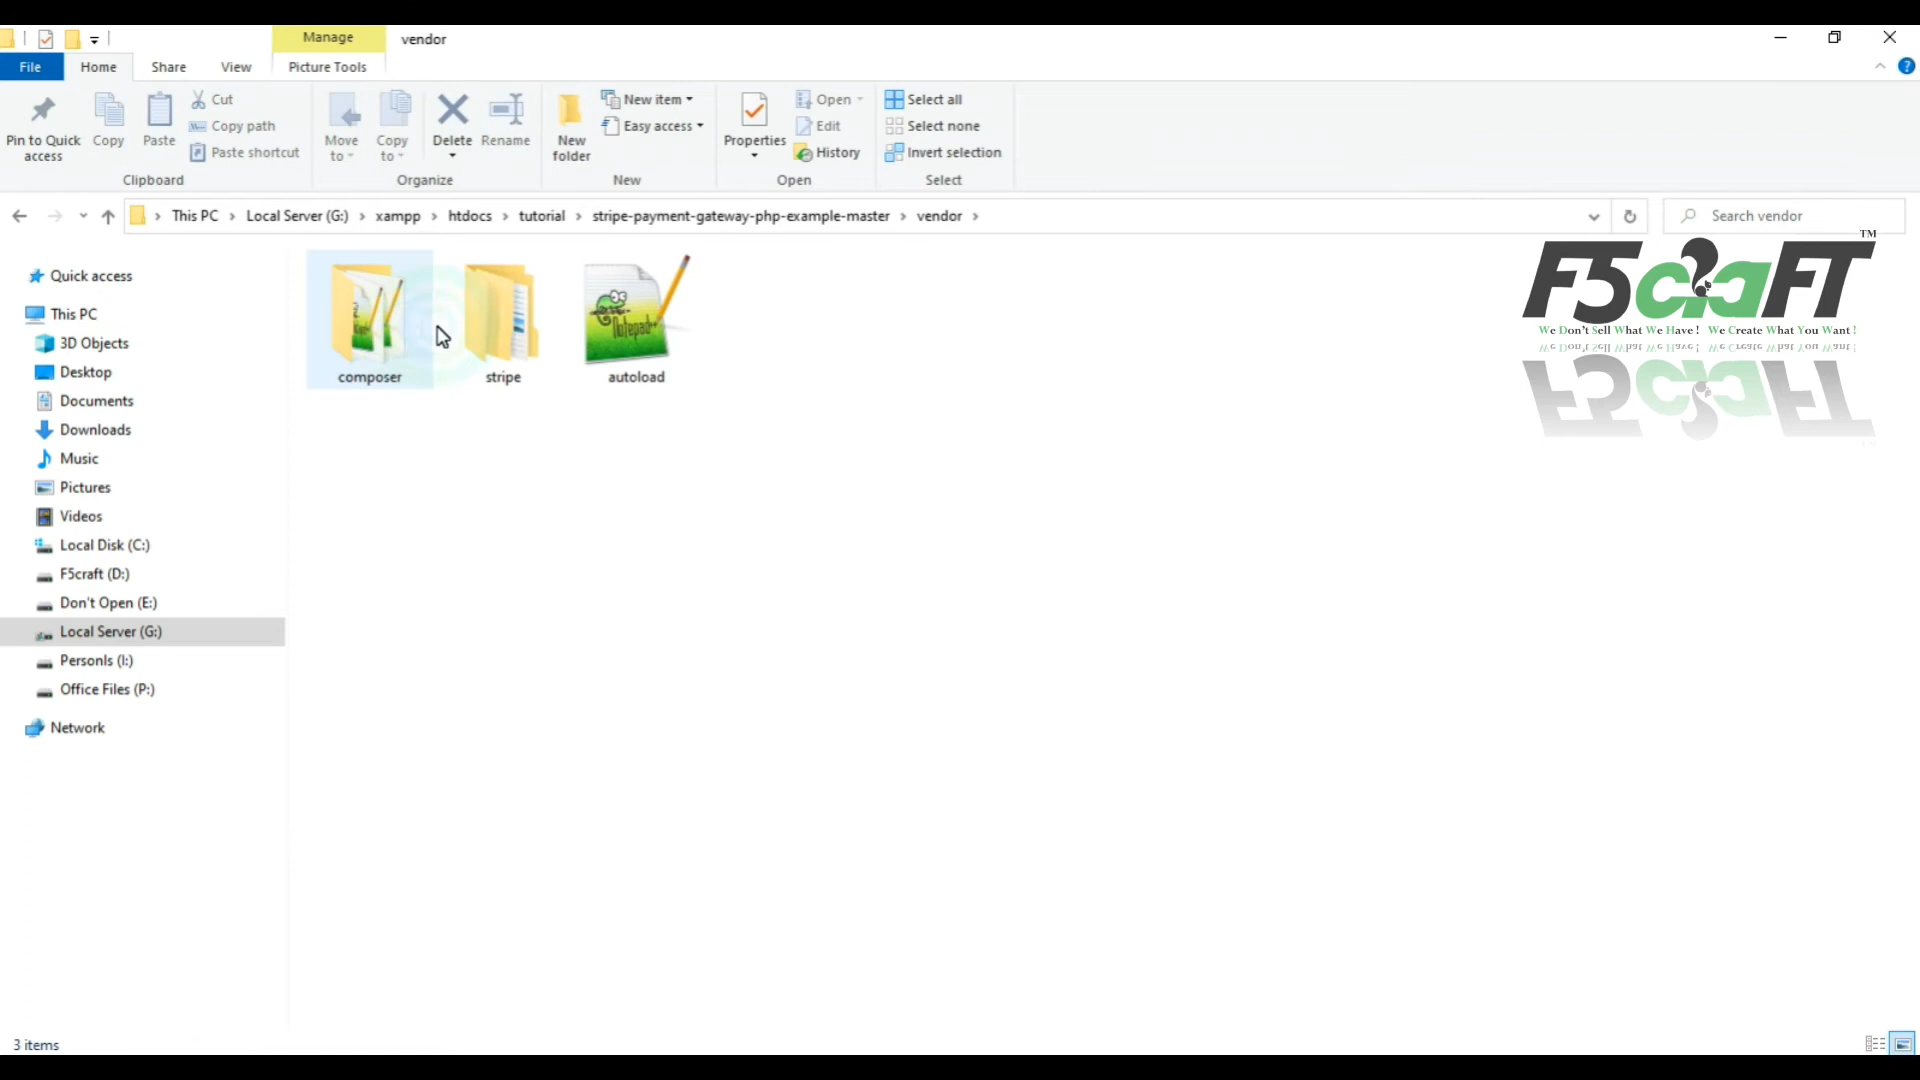 Manage
vendor
File
Home
Share
View
Picture Tools
Pin to Quick access
Copy
Paste
Cut
Copy path
Paste shortcut
Clipboard
Move to
Copy to
Delete
Rename
Organize
New folder
New item
Easy access
New
Properties
Open
Edit
History
Open
Select all
Select none
Invert selection
Select
This PC › Local Server (G:) › xampp › htdocs › tutorial › stripe-payment-gateway-php-example-master › vendor ›
Search vendor
F5craFT TM
We Don't Sell What We Have! We Create What You Want!
Quick access
This PC
3D Objects
Desktop
Documents
Downloads
Music
Pictures
Videos
Local Disk (C:)
F5craft (D:)
Don't Open (E:)
Local Server (G:)
Personls (I:)
Office Files (P:)
Network
composer
stripe
Notepad++
autoload
3 items